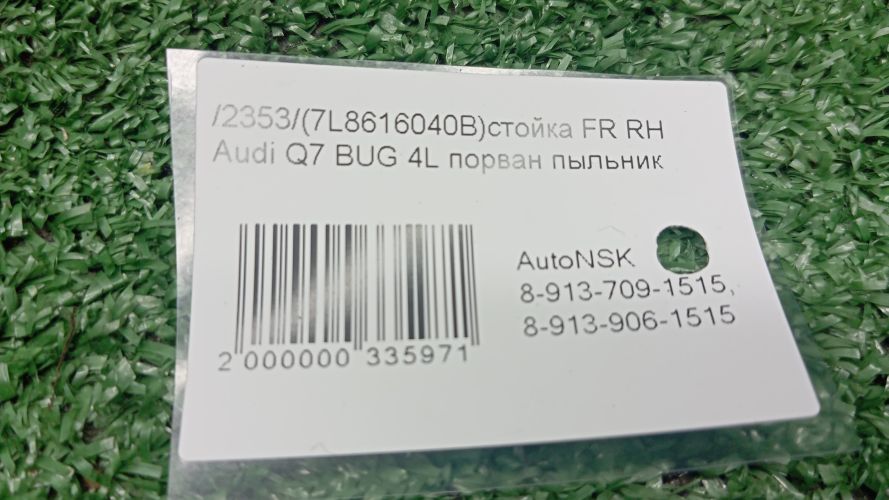 /2353/(7L8616040B)стойка FR RH
Audi Q7 BUG 4L порван пыльник
AutoNSK
8-913-709-1515,
8-913-906-1515
2 000000 335971